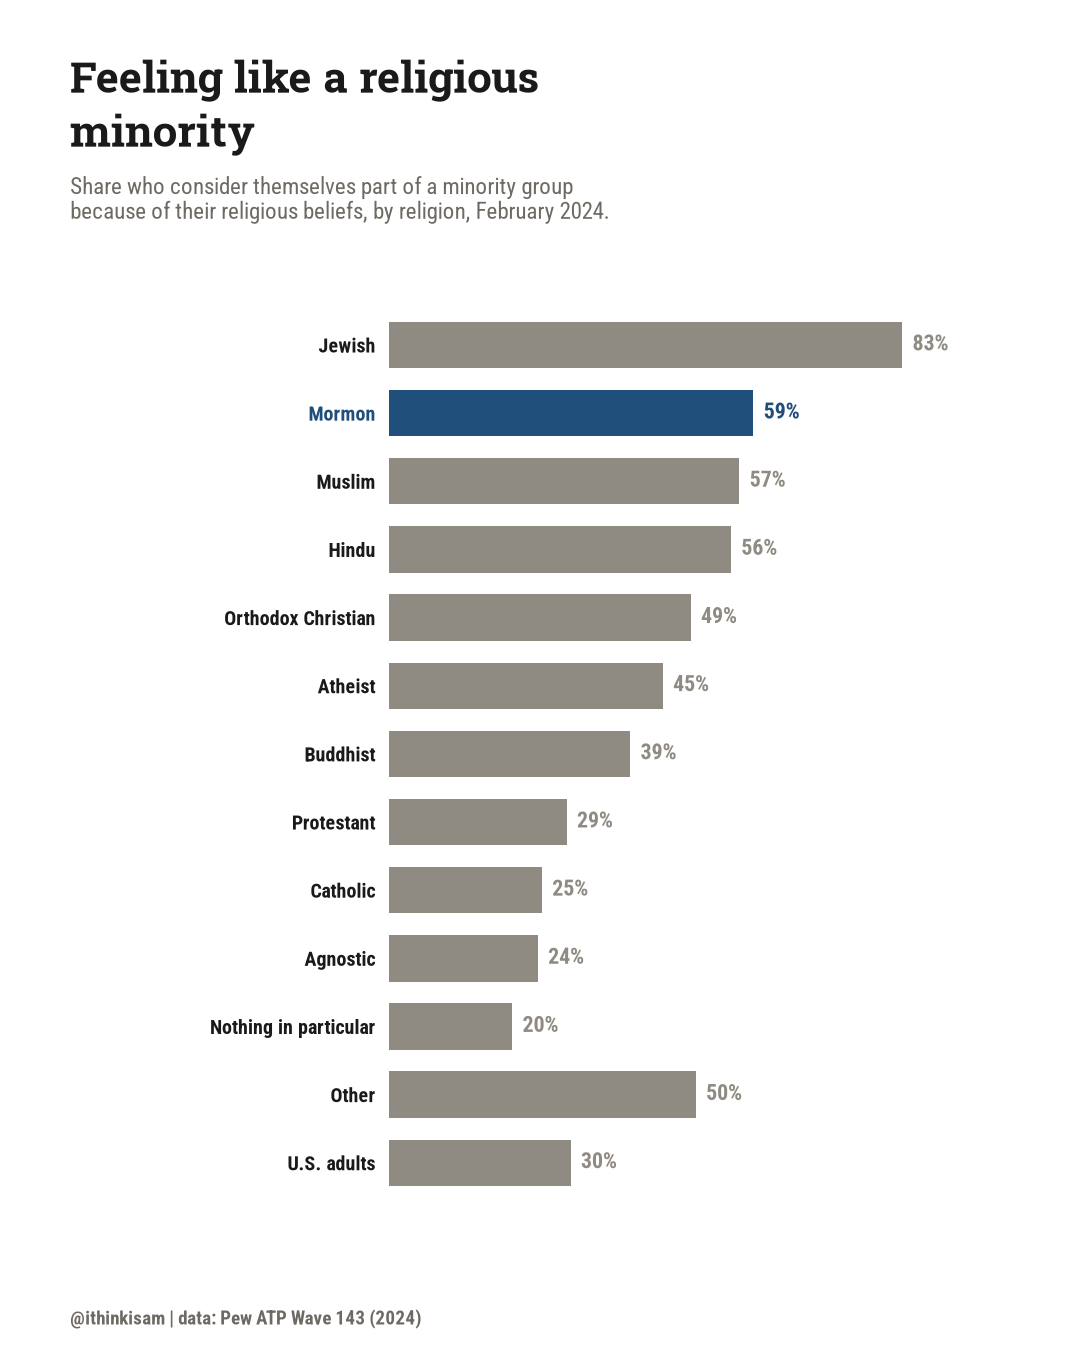 Feeling like a religious
minority
Share who consider themselves part of a minority group
because of their religious beliefs, by religion, February 2024.
Jewish 83%
Mormon 59%
Muslim 57%
Hindu 56%
Orthodox Christian 49%
Atheist 45%
Buddhist 39%
Protestant 29%
Catholic 25%
Agnostic 24%
Nothing in particular 20%
Other 50%
U.S. adults 30%
@ithinkisam | data: Pew ATP Wave 143 (2024)